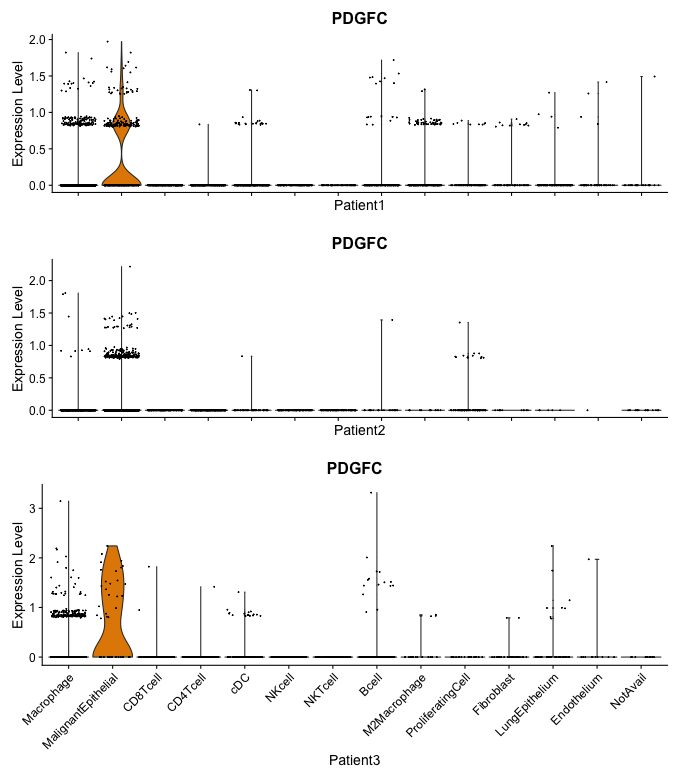 PDGFC
Expression Level
2.0
1.5
1.0
0.5
0.0
Patient1
PDGFC
Expression Level
2.0
1.5
1.0
0.5
0.0
Patient2
PDGFC
Expression Level
3
2
1
0
Macrophage
MalignantEpithelial
CD8Tcell
CD4Tcell
cDC
NKcell
NKTcell
Bcell
M2Macrophage
ProliferatingCell
Fibroblast
LungEpithelium
Endothelium
NotAvail
Patient3